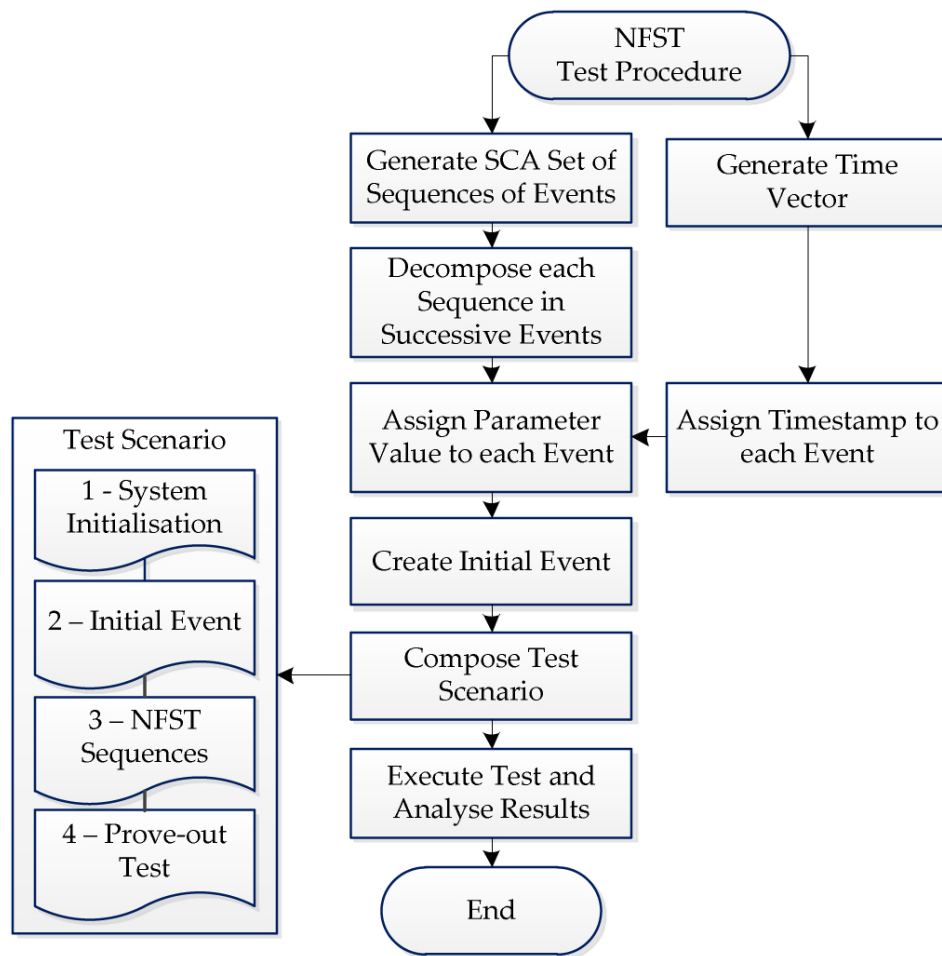 NFST
Test Procedure
Generate SCA Set of
Sequences of Events
Generate Time
Vector
Decompose each
Sequence in
Successive Events
Assign Parameter
Value to each Event
Assign Timestamp to
each Event
Create Initial Event
Compose Test
Scenario
Test Scenario
1 - System
Initialisation
2 – Initial Event
3 – NFST
Sequences
4 – Prove-out
Test
Execute Test and
Analyse Results
End